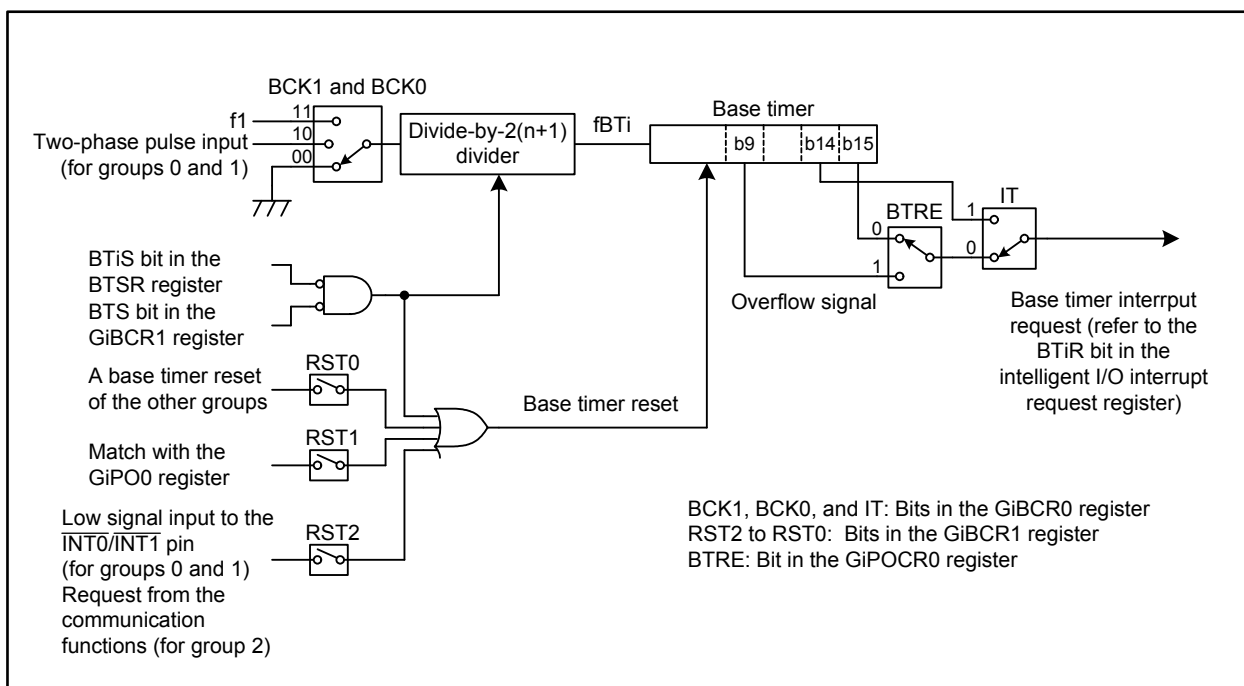 BCK1 and BCK0
f1
11
Two-phase pulse input
(for groups 0 and 1)
10
00
Divide-by-2(n+1)
divider
fBTi
Base timer
b9
b14
b15
BTRE
0
1
IT
1
0
Overflow signal
Base timer interrput
request (refer to the
BTiR bit in the
intelligent I/O interrupt
request register)
BTiS bit in the
BTSR register
BTS bit in the
GiBCR1 register
A base timer reset
of the other groups
RST0
Match with the
GiPO0 register
RST1
Low signal input to the
INT0/INT1 pin
(for groups 0 and 1)
Request from the
communication
functions (for group 2)
RST2
Base timer reset
BCK1, BCK0, and IT: Bits in the GiBCR0 register
RST2 to RST0: Bits in the GiBCR1 register
BTRE: Bit in the GiPOCR0 register